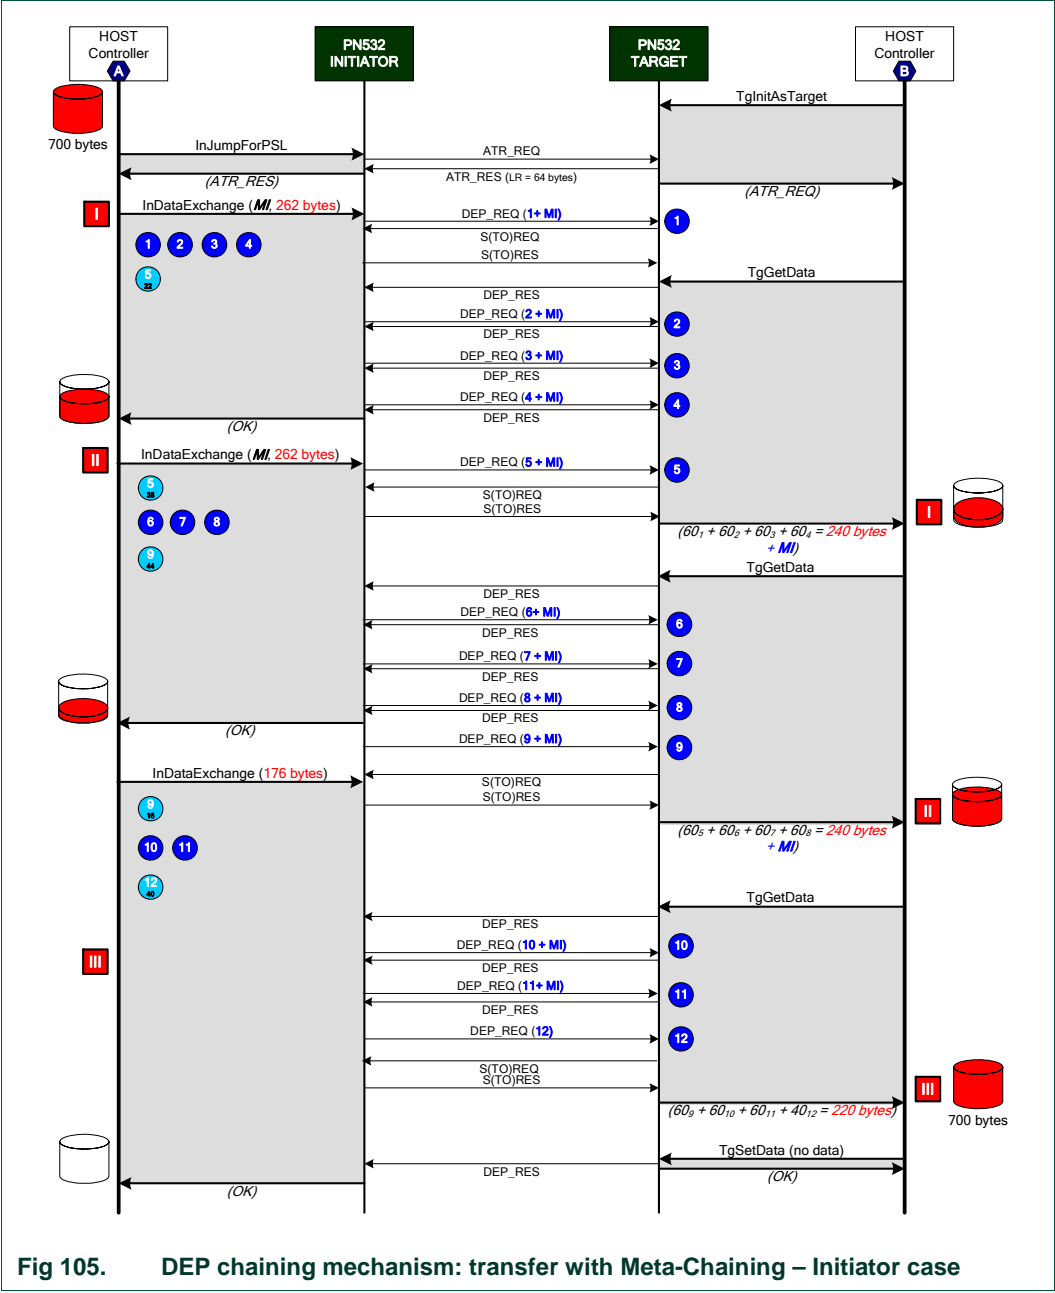 HOST
Controller
A
PN532
INITIATOR
PN532
TARGET
HOST
Controller
B
TgInitAsTarget
700 bytes
InJumpForPSL
ATR_REQ
(ATR_RES)
ATR_RES (LR = 64 bytes)
(ATR_REQ)
I
InDataExchange (MI, 262 bytes)
DEP_REQ (1+ MI)
1
S(TO)REQ
1 2 3 4
S(TO)RES
5
22
TgGetData
DEP_RES
DEP_REQ (2 + MI)
2
DEP_RES
DEP_REQ (3 + MI)
3
DEP_RES
DEP_REQ (4 + MI)
4
DEP_RES
(OK)
II
InDataExchange (MI, 262 bytes)
DEP_REQ (5 + MI)
5
5
38
S(TO)REQ
S(TO)RES
6 7 8
I
(60₁ + 60₂ + 60₃ + 60₄ = 240 bytes
+ MI)
9
44
TgGetData
DEP_RES
DEP_REQ (6+ MI)
6
DEP_RES
DEP_REQ (7 + MI)
7
DEP_RES
DEP_REQ (8 + MI)
8
DEP_RES
(OK)
DEP_REQ (9 + MI)
9
InDataExchange (176 bytes)
S(TO)REQ
S(TO)RES
9
16
II
(60₅ + 60₆ + 60₇ + 60₈ = 240 bytes
+ MI)
10 11
12
40
TgGetData
DEP_RES
DEP_REQ (10 + MI)
10
III
DEP_RES
DEP_REQ (11+ MI)
11
DEP_RES
DEP_REQ (12)
12
S(TO)REQ
S(TO)RES
III
(60₉ + 60₁₀ + 60₁₁ + 40₁₂ = 220 bytes)
700 bytes
TgSetData (no data)
DEP_RES
(OK)
(OK)
Fig 105. DEP chaining mechanism: transfer with Meta-Chaining – Initiator case